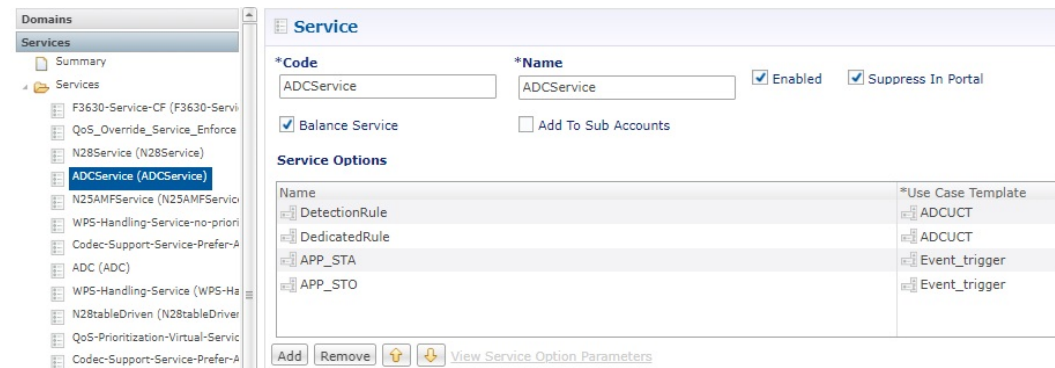 Domains
Services
Summary
Services
F3630-Service-CF (F3630-Servi
QoS_Override_Service_Enforce
N28Service (N28Service)
ADCService (ADCService)
N25AMFService (N25AMFService
WPS-Handling-Service-no-priori
Codec-Support-Service-Prefer-A
ADC (ADC)
WPS-Handling-Service (WPS-Ha
N28tableDriven (N28tableDriven
QoS-Prioritization-Virtual-Servic
Codec-Support-Service-Prefer-A
Service
*Code *Name
ADCService ADCService Enabled Suppress In Portal
Balance Service Add To Sub Accounts
Service Options
Name *Use Case Template
DetectionRule ADCUCT
DedicatedRule ADCUCT
APP_STA Event_trigger
APP_STO Event_trigger
Add Remove View Service Option Parameters